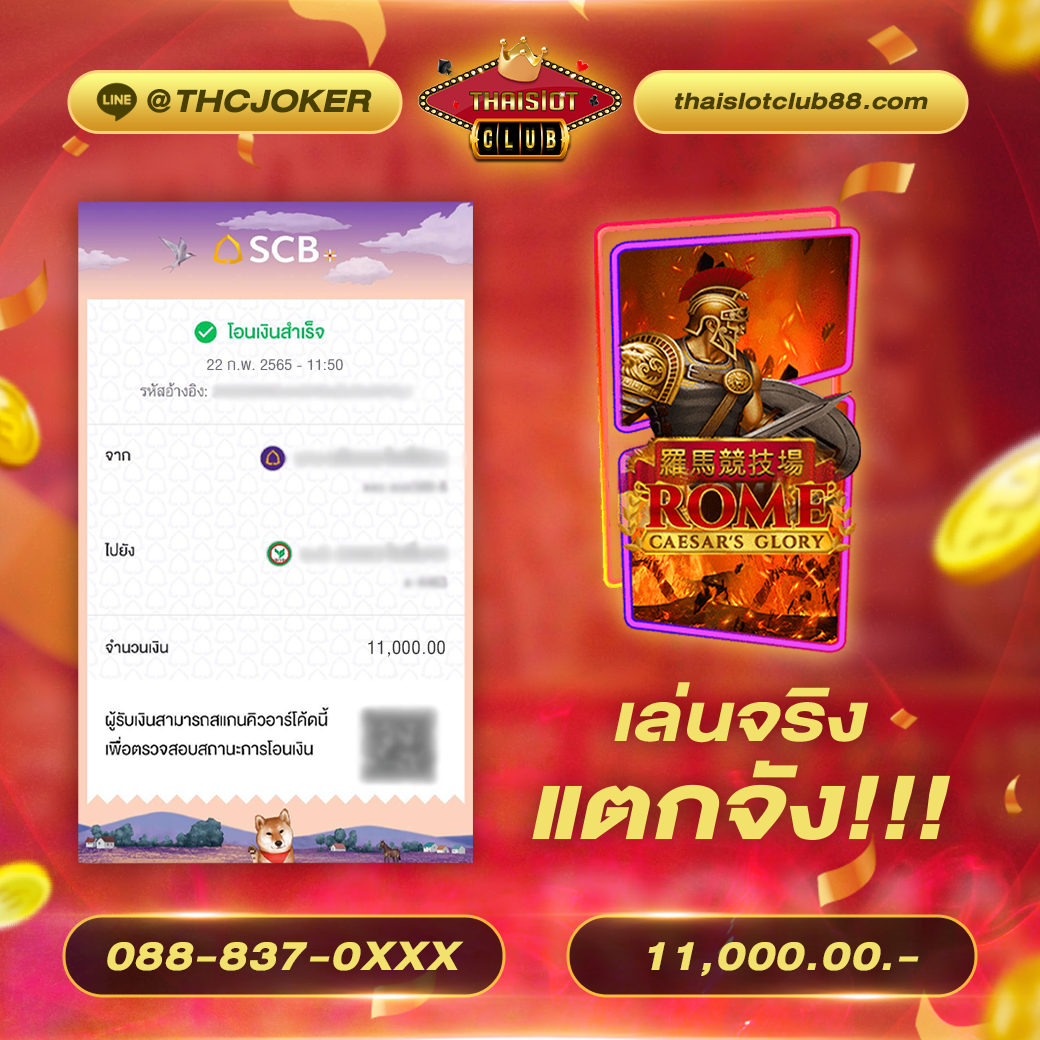 LINE @THCJOKER
THAISLOT
CLUB
thaislotclub88.com
SCB
โอนเงินสำเร็จ
22 ก.พ. 2565 - 11:50
รหัสอ้างอิง:
จาก
ไปยัง
จำนวนเงิน 11,000.00
ผู้รับเงินสามารถสแกนคิวอาร์โค้ดนี้
เพื่อตรวจสอบสถานะการโอนเงิน
羅馬競技場
ROME
CAESAR'S GLORY
เล่นจริง
แตกจัง!!!
088-837-0XXX
11,000.00.-